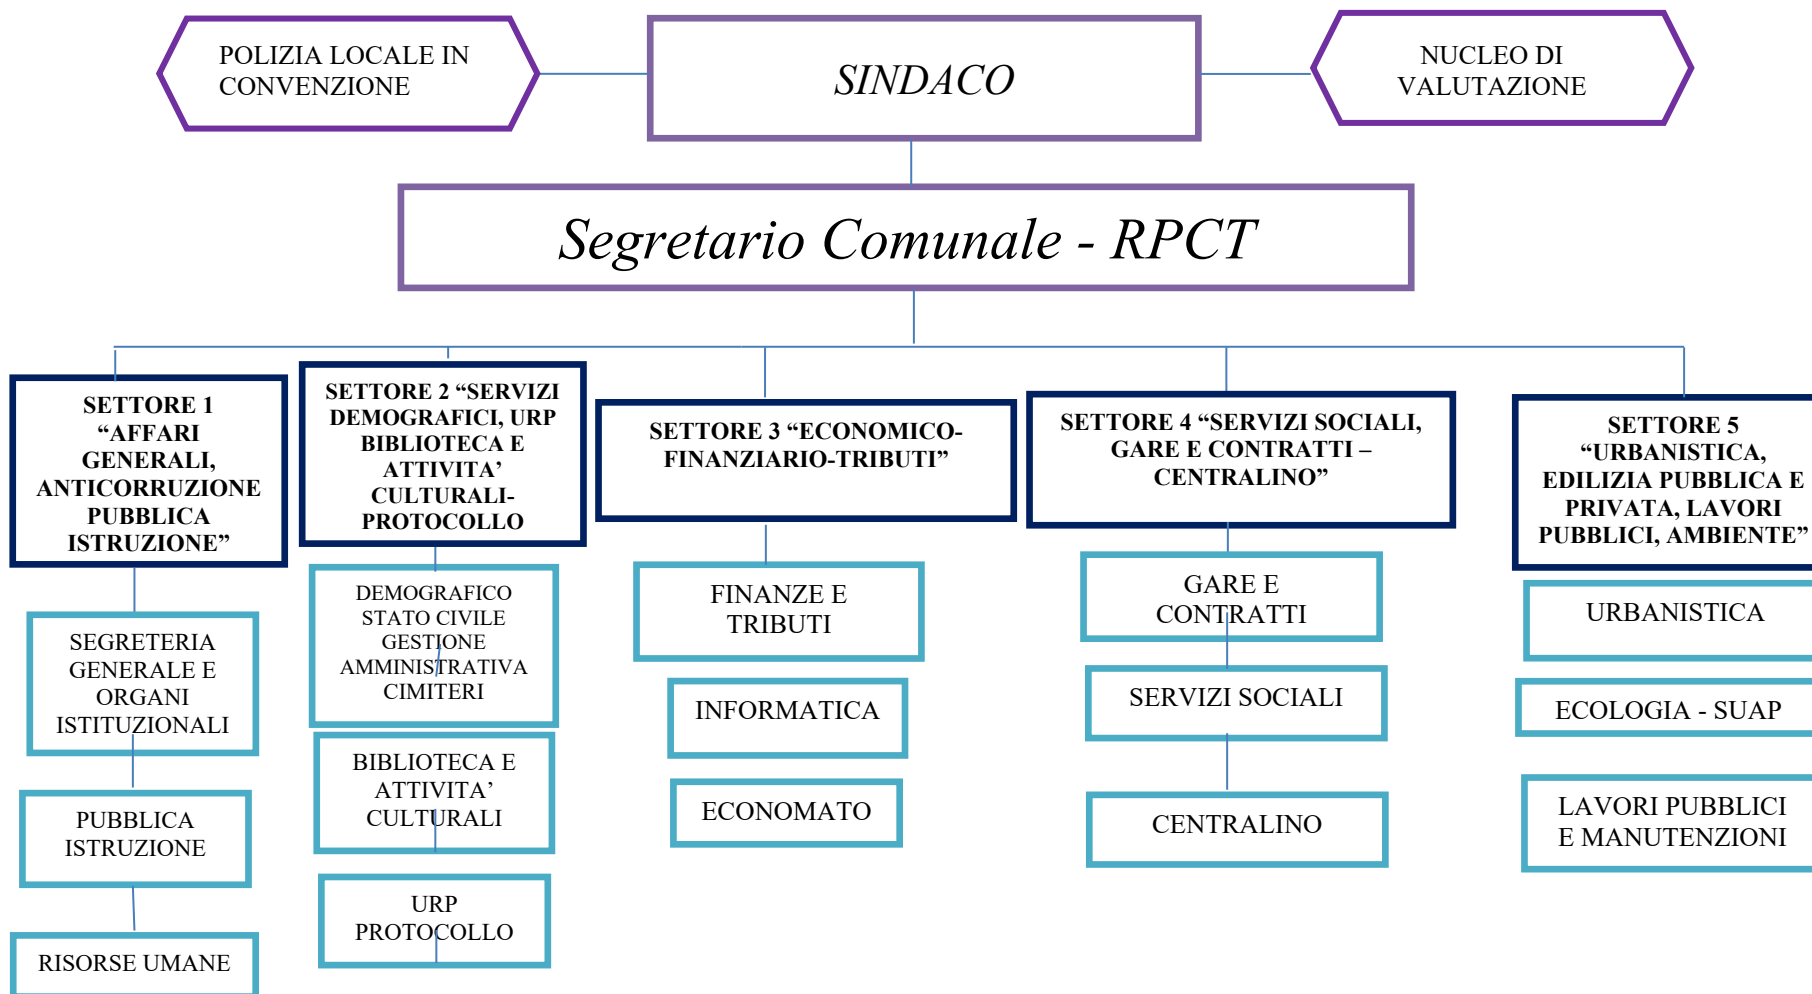 POLIZIA LOCALE IN
CONVENZIONE
SINDACO
NUCLEO DI
VALUTAZIONE
Segretario Comunale - RPCT
SETTORE 1
“AFFARI
GENERALI,
ANTICORRUZIONE
PUBBLICA
ISTRUZIONE”
SEGRETERIA
GENERALE E
ORGANI
ISTITUZIONALI
PUBBLICA
ISTRUZIONE
RISORSE UMANE
SETTORE 2 “SERVIZI
DEMOGRAFICI, URP
BIBLIOTECA E
ATTIVITA’
CULTURALI-
PROTOCOLLO
DEMOGRAFICO
STATO CIVILE
GESTIONE
AMMINISTRATIVA
CIMITERI
BIBLIOTECA E
ATTIVITA’
CULTURALI
URP
PROTOCOLLO
SETTORE 3 “ECONOMICO-
FINANZIARIO-TRIBUTI”
FINANZE E
TRIBUTI
INFORMATICA
ECONOMATO
SETTORE 4 “SERVIZI SOCIALI,
GARE E CONTRATTI –
CENTRALINO”
GARE E
CONTRATTI
SERVIZI SOCIALI
CENTRALINO
SETTORE 5
“URBANISTICA,
EDILIZIA PUBBLICA E
PRIVATA, LAVORI
PUBBLICI, AMBIENTE”
URBANISTICA
ECOLOGIA - SUAP
LAVORI PUBBLICI
E MANUTENZIONI